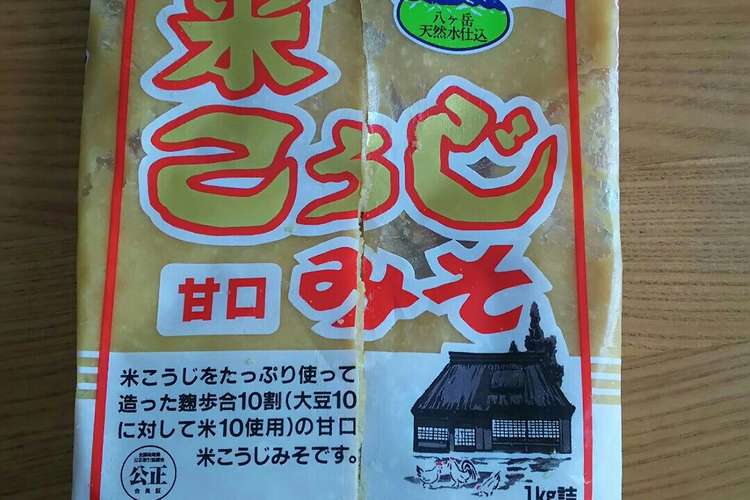 八ヶ岳
天然水仕込
米
こうじ
みそ
甘口
米こうじをたっぷり使って
造った麹歩合10割(大豆10
に対して米10使用)の甘口
米こうじみそです。
公正
会員証
1kg詰